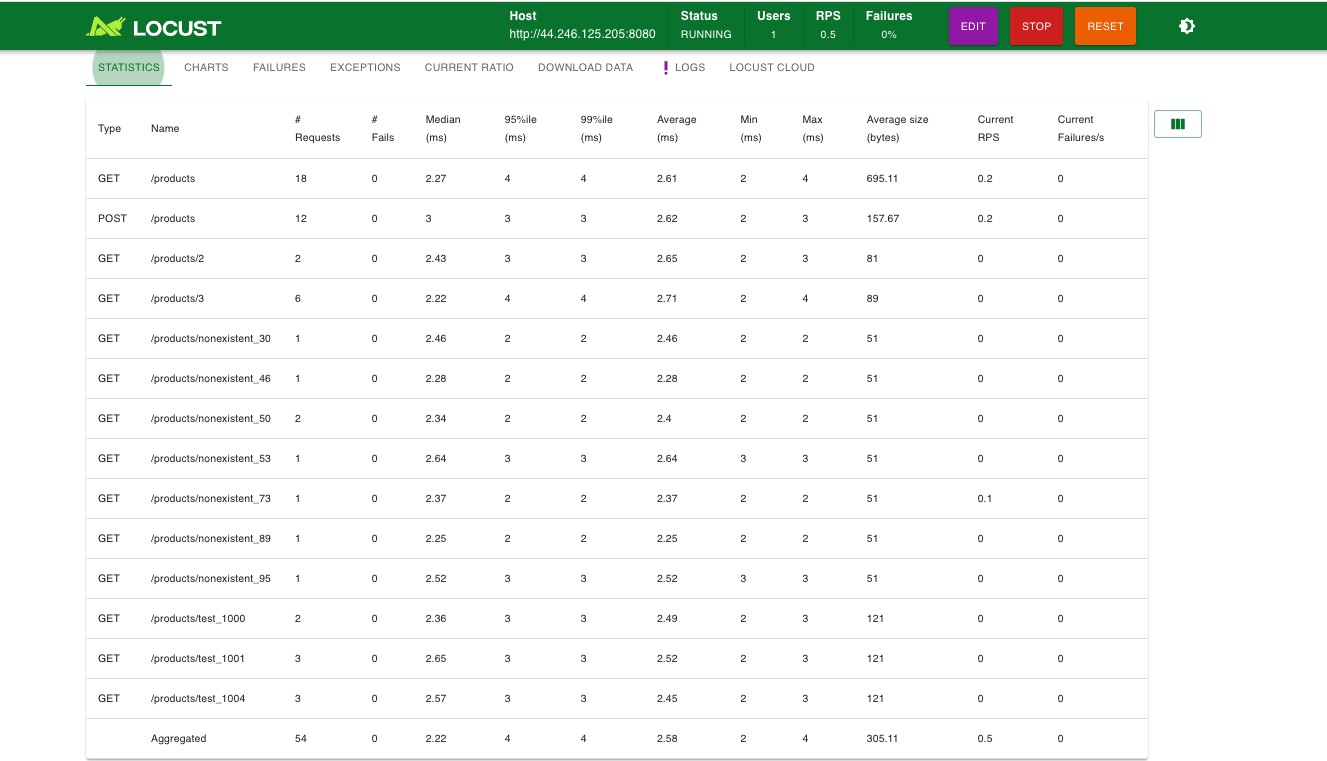 LOCUST
Host
http://44.246.125.205:8080
Status
RUNNING
Users
1
RPS
0.5
Failures
0%
EDIT
STOP
RESET
STATISTICS CHARTS FAILURES EXCEPTIONS CURRENT RATIO DOWNLOAD DATA ! LOGS LOCUST CLOUD
Type Name # Requests # Fails Median (ms) 95%ile (ms) 99%ile (ms) Average (ms) Min (ms) Max (ms) Average size (bytes) Current RPS Current Failures/s
GET /products 18 0 2.27 4 4 2.61 2 4 695.11 0.2 0
POST /products 12 0 3 3 3 2.62 2 3 157.67 0.2 0
GET /products/2 2 0 2.43 3 3 2.65 2 3 81 0 0
GET /products/3 6 0 2.22 4 4 2.71 2 4 89 0 0
GET /products/nonexistent_30 1 0 2.46 2 2 2.46 2 2 51 0 0
GET /products/nonexistent_46 1 0 2.28 2 2 2.28 2 2 51 0 0
GET /products/nonexistent_50 2 0 2.34 2 2 2.4 2 2 51 0 0
GET /products/nonexistent_53 1 0 2.64 3 3 2.64 3 3 51 0 0
GET /products/nonexistent_73 1 0 2.37 2 2 2.37 2 2 51 0.1 0
GET /products/nonexistent_89 1 0 2.25 2 2 2.25 2 2 51 0 0
GET /products/nonexistent_95 1 0 2.52 3 3 2.52 3 3 51 0 0
GET /products/test_1000 2 0 2.36 3 3 2.49 2 3 121 0 0
GET /products/test_1001 3 0 2.65 3 3 2.52 2 3 121 0 0
GET /products/test_1004 3 0 2.57 3 3 2.45 2 3 121 0 0
Aggregated 54 0 2.22 4 4 2.58 2 4 305.11 0.5 0